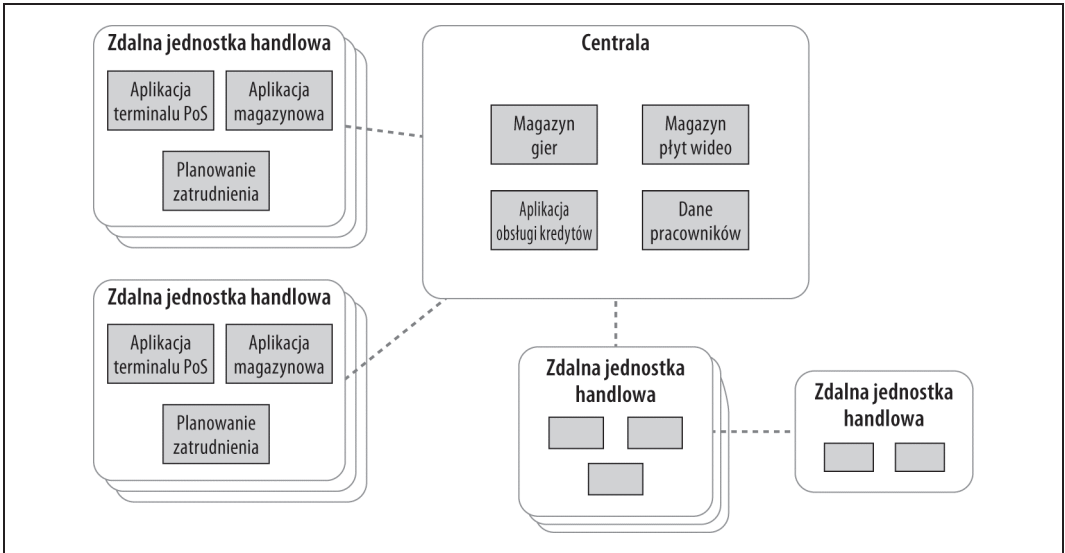 Zdalna jednostka handlowa
Aplikacja
terminalu PoS
Aplikacja
magazynowa
Planowanie
zatrudnienia
Centrala
Magazyn
gier
Magazyn
płyt wideo
Aplikacja
obsługi kredytów
Dane
pracowników
Zdalna jednostka handlowa
Aplikacja
terminalu PoS
Aplikacja
magazynowa
Planowanie
zatrudnienia
Zdalna jednostka
handlowa
Zdalna jednostka
handlowa